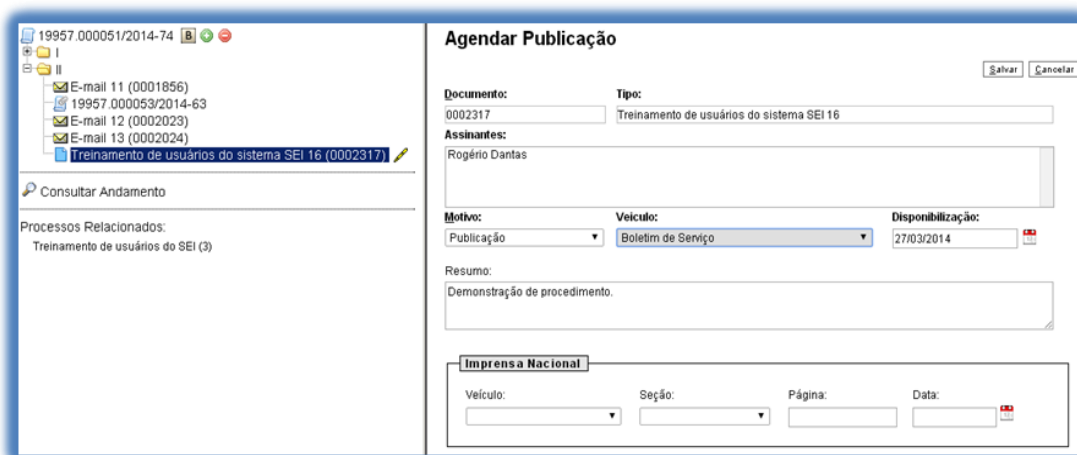 19957.000051/2014-74 B
I
II
E-mail 11 (0001856)
19957.000053/2014-63
E-mail 12 (0002023)
E-mail 13 (0002024)
Treinamento de usuários do sistema SEI 16 (0002317)
Consultar Andamento
Processos Relacionados:
Treinamento de usuários do SEI (3)
Agendar Publicação
Salvar Cancelar
Documento: Tipo:
0002317 Treinamento de usuários do sistema SEI 16
Assinantes:
Rogério Dantas
Motivo: Veículo: Disponibilização:
Publicação Boletim de Serviço 27/03/2014
Resumo:
Demonstração de procedimento.
Imprensa Nacional
Veículo: Seção: Página: Data: